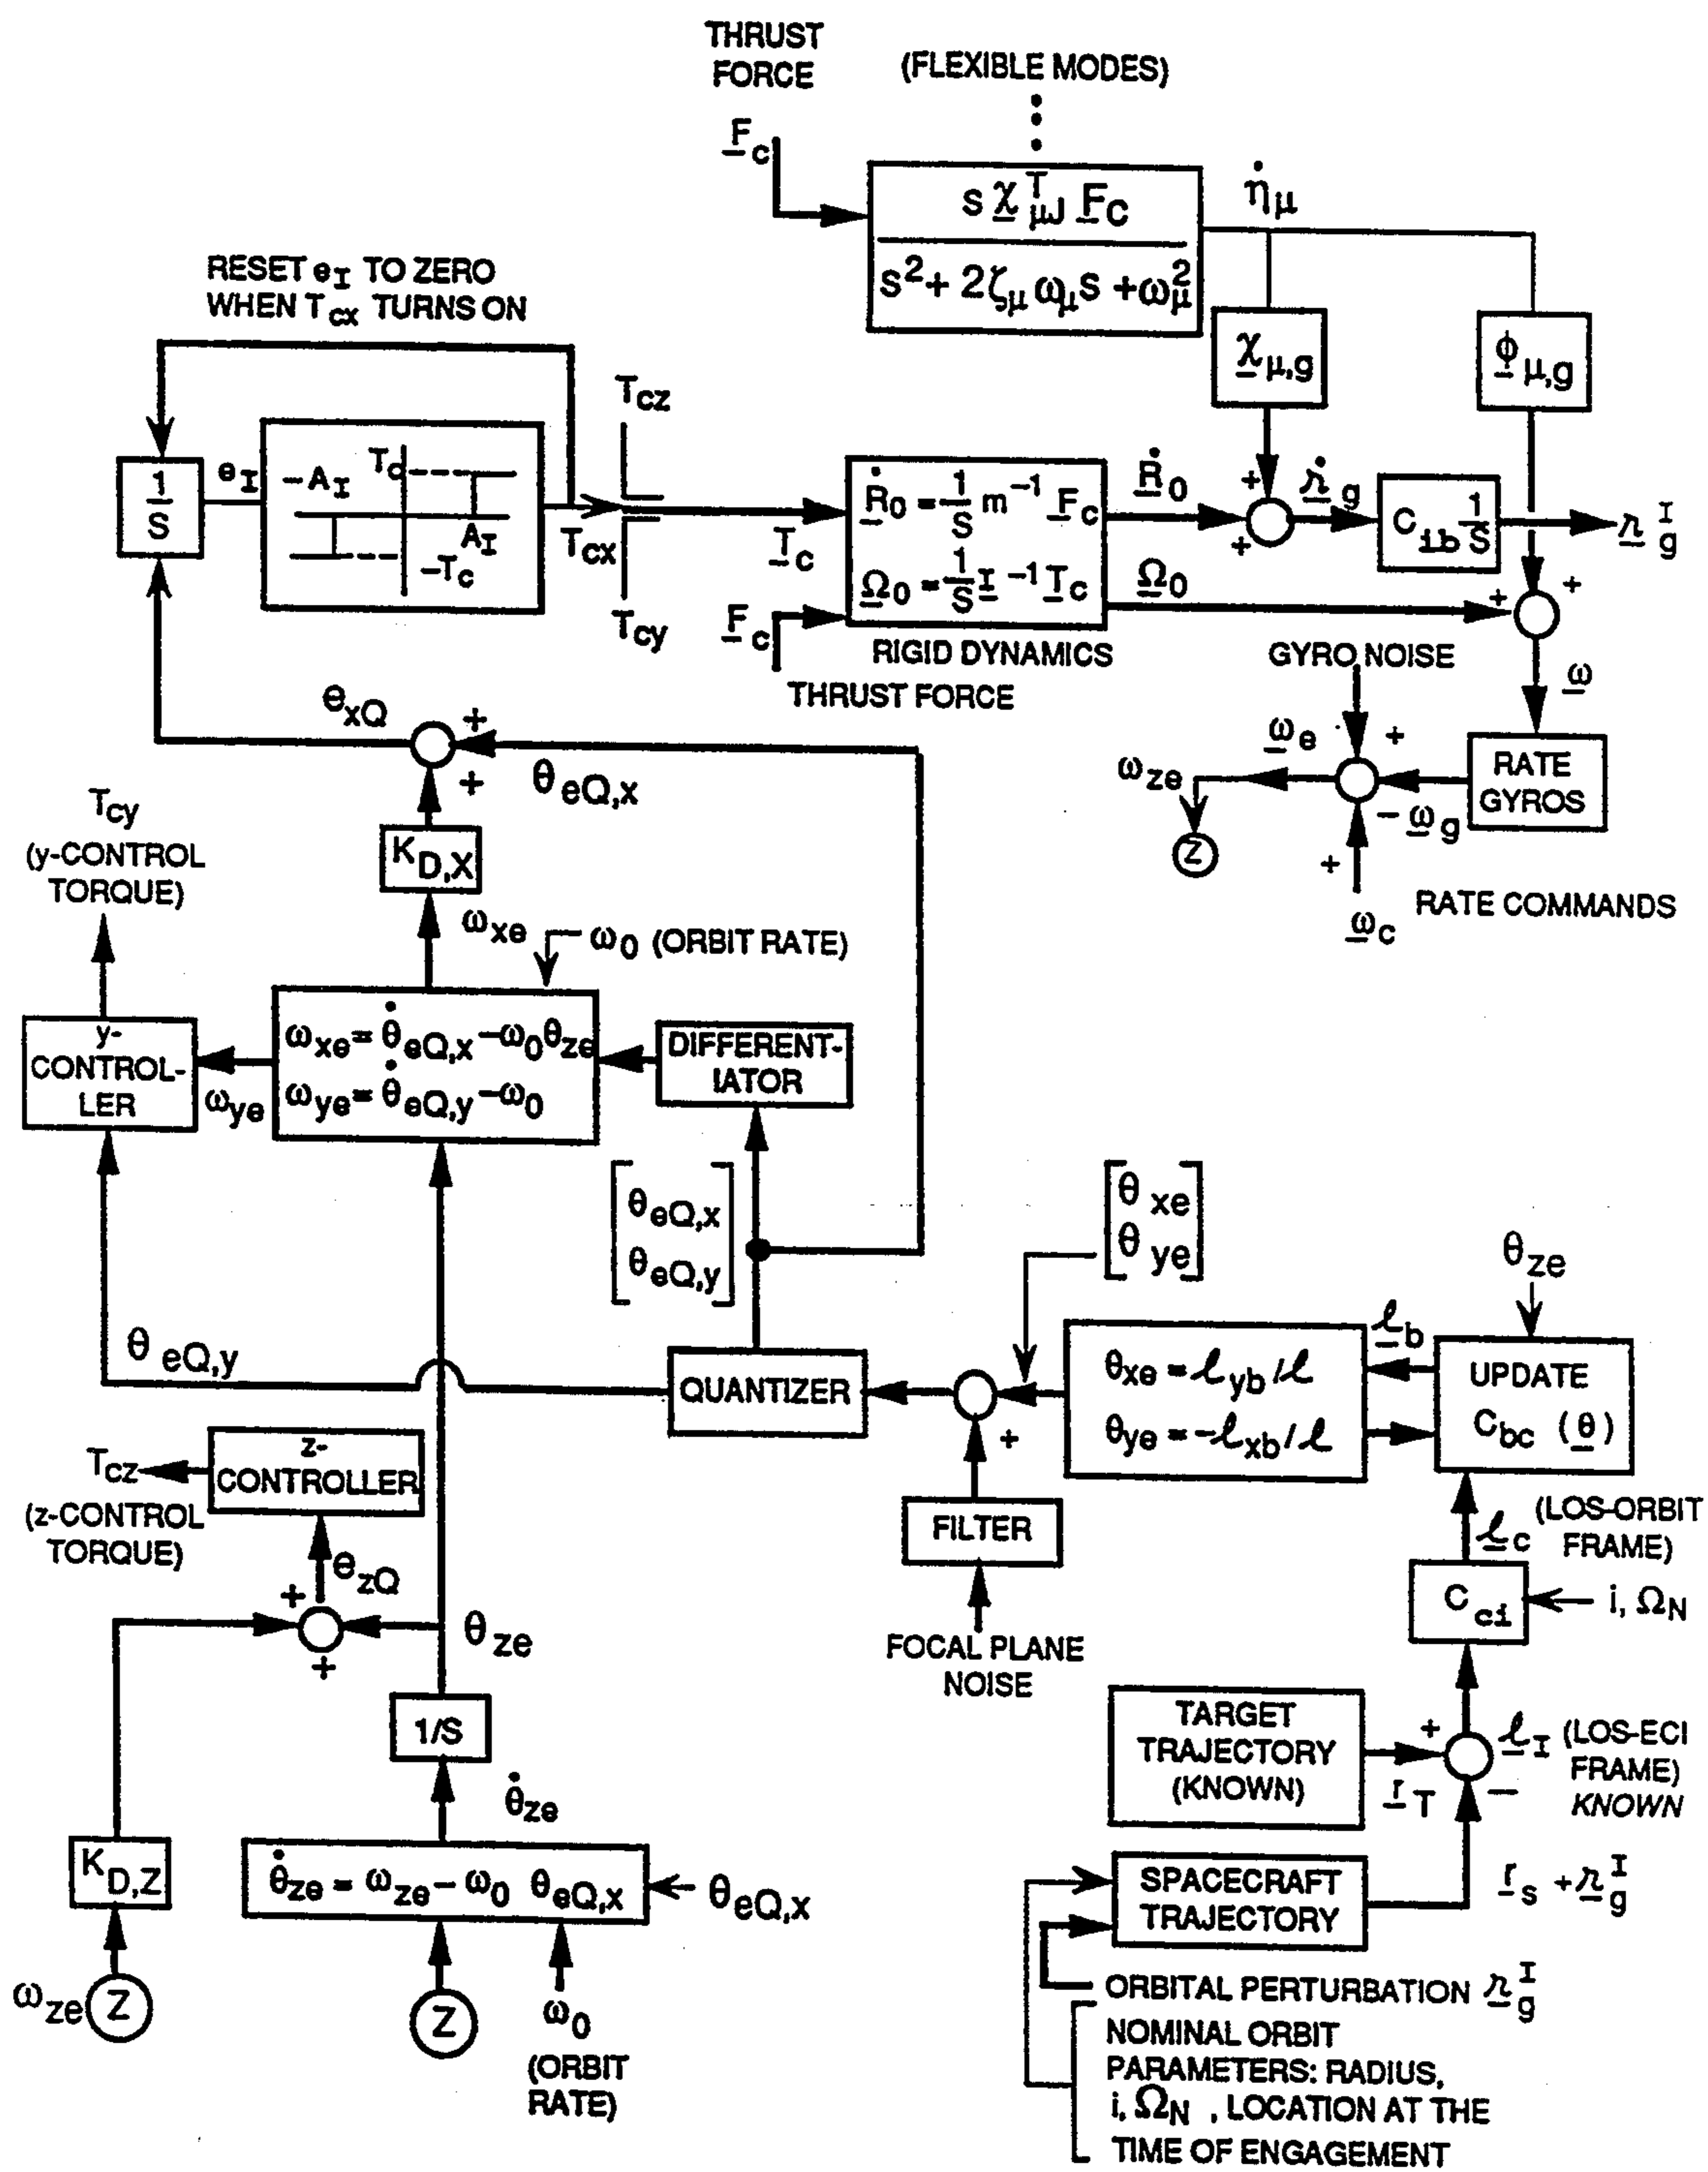 THRUST
FORCE
(FLEXIBLE MODES)
F_c
s χ^T_μJ F_C
s² + 2ζ_μ ω_μ s + ω²_μ
η̇_μ
RESET e_I TO ZERO
WHEN T_cx TURNS ON
χ_μ,g
ϕ_μ,g
1/S
e_I
-A_I
T_c
A_I
-T_c
T_cz
T_cx
T_cy
T_c
F_c
Ṙ_0 = 1/S m^-1 F_c
Ω_0 = 1/S I^-1 T_c
RIGID DYNAMICS
THRUST FORCE
Ṙ_0
+
+
ṙ_g
C_ib 1/S
r^I_g
Ω_0
+
+
ω
GYRO NOISE
RATE
GYROS
ω_e
+
- ω_g
ω_ze
Z
+
ω_c
RATE COMMANDS
e_xQ
+
+
θ_eQ,x
K_D,X
ω_xe
ω_0 (ORBIT RATE)
T_cy
(y-CONTROL
TORQUE)
y-
CONTROL-
LER
ω_ye
ω_xe = θ̇_eQ,x - ω_0θ_ze
ω_ye = θ̇_eQ,y - ω_0
DIFFERENT-
IATOR
θ_eQ,x
θ_eQ,y
θ_xe
θ_ye
θ_ze
θ_eQ,y
QUANTIZER
+
θ_xe = ℓ_yb/ℓ
θ_ye = -ℓ_xb/ℓ
ℓ_b
UPDATE
C_bc (θ)
FILTER
FOCAL PLANE
NOISE
ℓ_c
(LOS-ORBIT
FRAME)
C_ci
i, Ω_N
z-
CONTROLLER
T_cz
(z-CONTROL
TORQUE)
e_zQ
+
+
θ_ze
1/S
θ̇_ze
TARGET
TRAJECTORY
(KNOWN)
+
r_T
−
ℓ_I (LOS-ECI
FRAME)
KNOWN
K_D,Z
θ̇_ze = ω_ze - ω_0 θ_eQ,x
θ_eQ,x
SPACECRAFT
TRAJECTORY
r_s + r^I_g
ω_ze
Z
Z
ω_0
(ORBIT
RATE)
ORBITAL PERTURBATION r^I_g
NOMINAL ORBIT
PARAMETERS: RADIUS,
i, Ω_N , LOCATION AT THE
TIME OF ENGAGEMENT